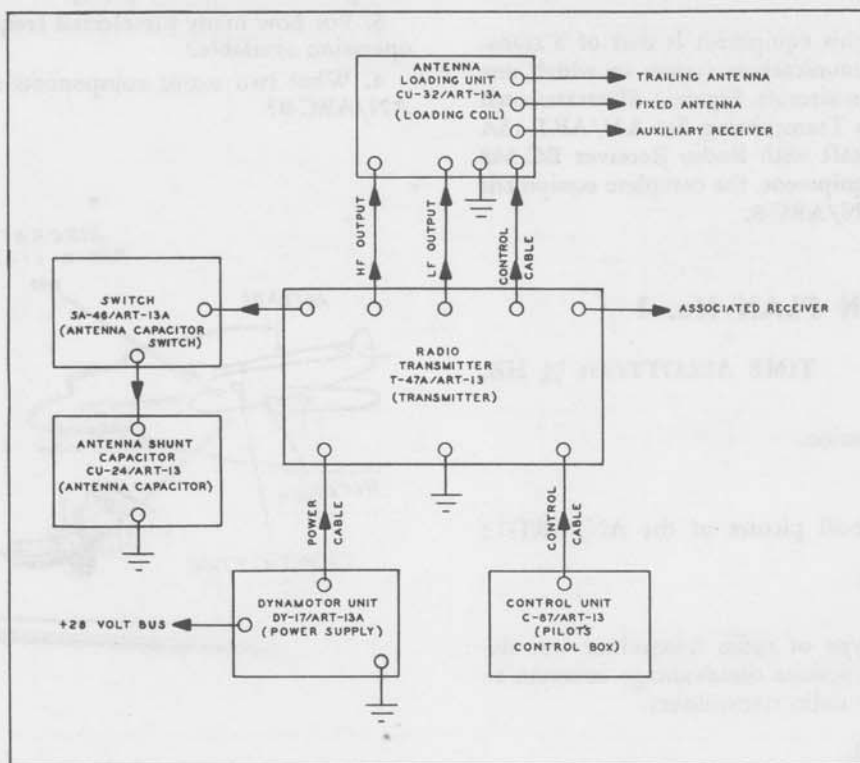 ANTENNA
LOADING UNIT
CU-32/ART-13A
(LOADING COIL)
TRAILING ANTENNA
FIXED ANTENNA
AUXILIARY RECEIVER
HF OUTPUT
LF OUTPUT
CONTROL
CABLE
SWITCH
SA-46/ART-13A
(ANTENNA CAPACITOR
SWITCH)
RADIO
TRANSMITTER
T-47A/ART-13
(TRANSMITTER)
ASSOCIATED RECEIVER
ANTENNA SHUNT
CAPACITOR
CU-24/ART-13
(ANTENNA CAPACITOR)
POWER
CABLE
CONTROL
CABLE
+28 VOLT BUS
DYNAMOTOR UNIT
DY-17/ART-13A
(POWER SUPPLY)
CONTROL UNIT
C-87/ART-13
(PILOTS
CONTROL BOX)